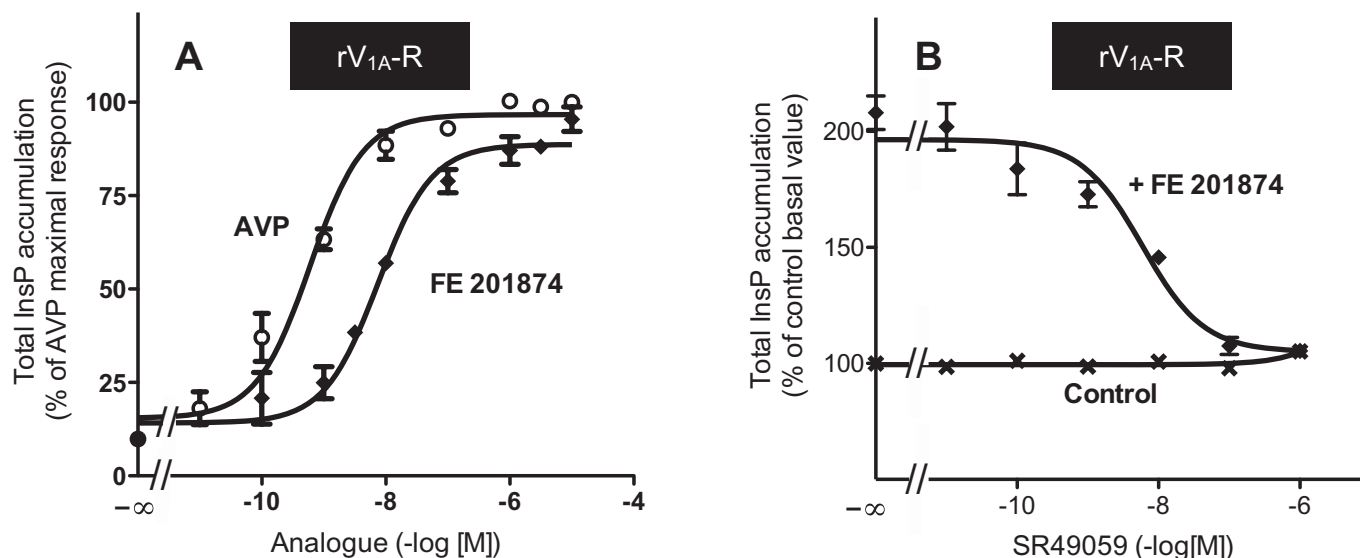 A
rV1A-R
Total InsP accumulation
(% of AVP maximal response)
100
75
50
25
0
AVP
FE 201874
−∞
-10
-8
-6
-4
Analogue (-log [M])
B
rV1A-R
Total InsP accumulation
(% of control basal value)
200
150
100
+ FE 201874
Control
−∞
-10
-8
-6
SR49059 (-log[M])